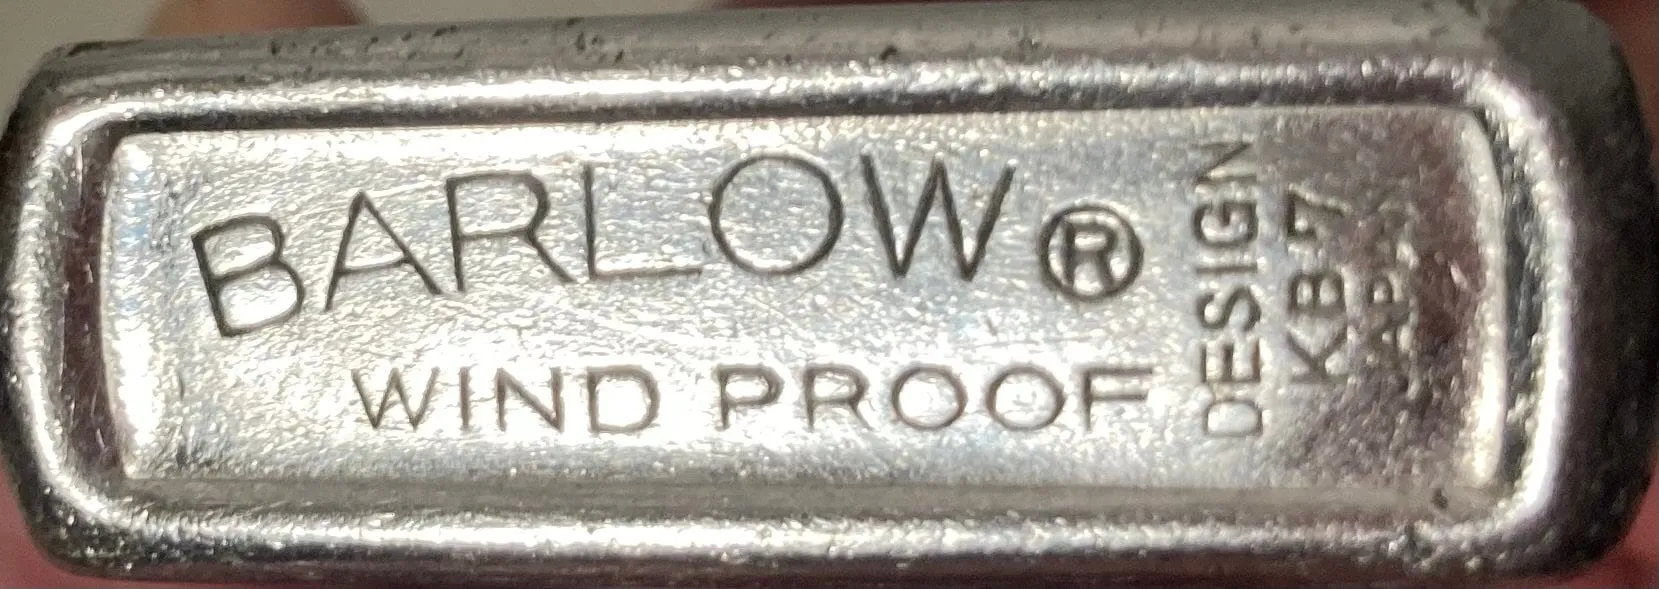 BARLOW ®
WIND PROOF
DESIGN
KB7